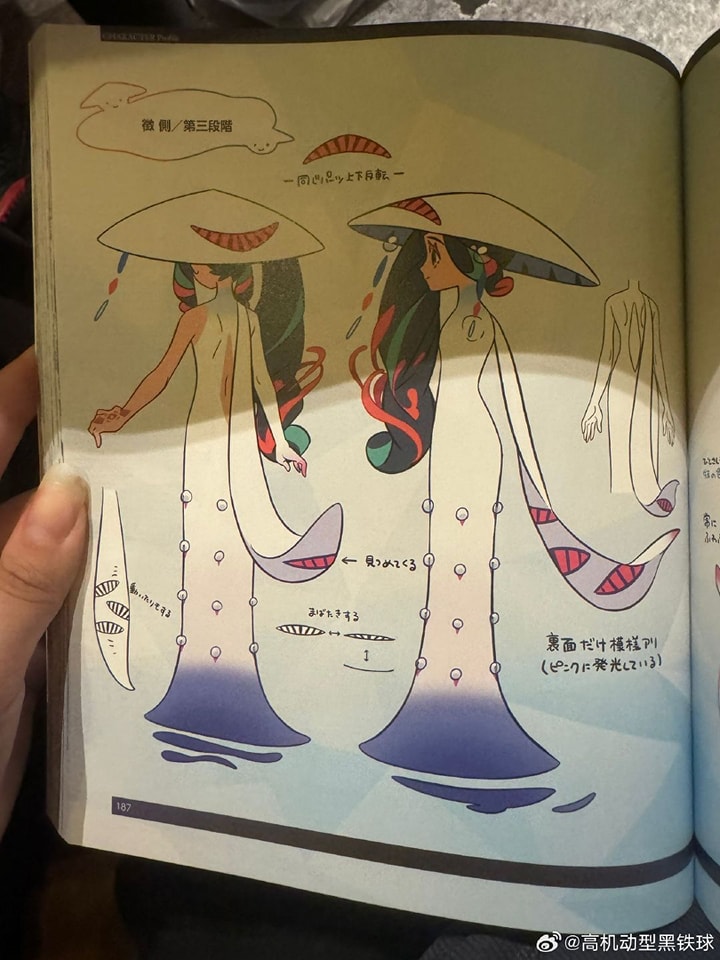 CHARACTER Profile
徴 側／第三段階
— 同じパーツ上下反転 —
← 見つめてくる
動いたりする
まばたきする
裏面だけ模様アリ
(ピンクに発光している)
187
@高机动型黑铁球